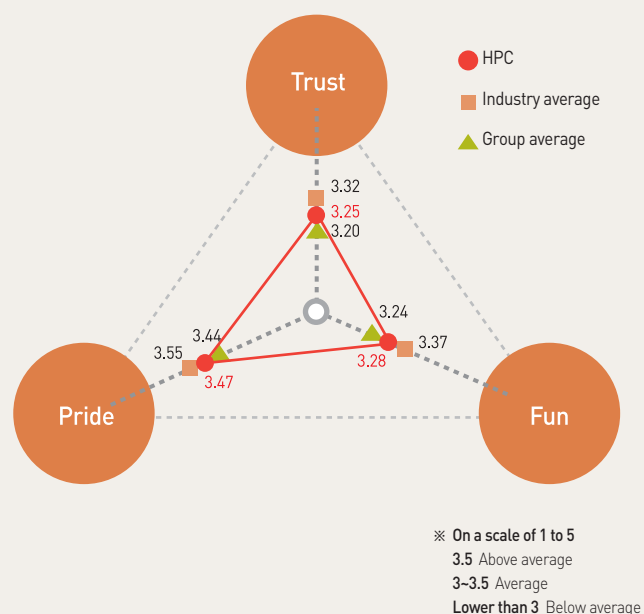 Trust
HPC
Industry average
Group average
3.32
3.25
3.20
3.24
3.37
3.28
3.44
3.55
3.47
Pride
Fun
※ On a scale of 1 to 5
3.5 Above average
3-3.5 Average
Lower than 3 Below average